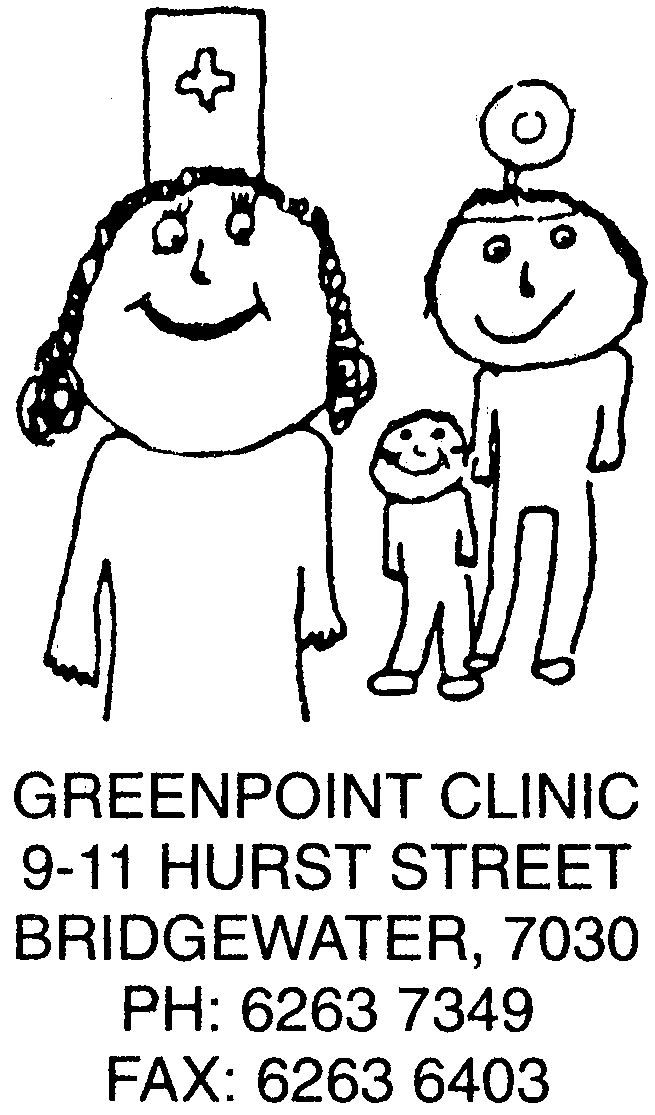 GREENPOINT CLINIC
9-11 HURST STREET
BRIDGEWATER, 7030
PH: 6263 7349
FAX: 6263 6403